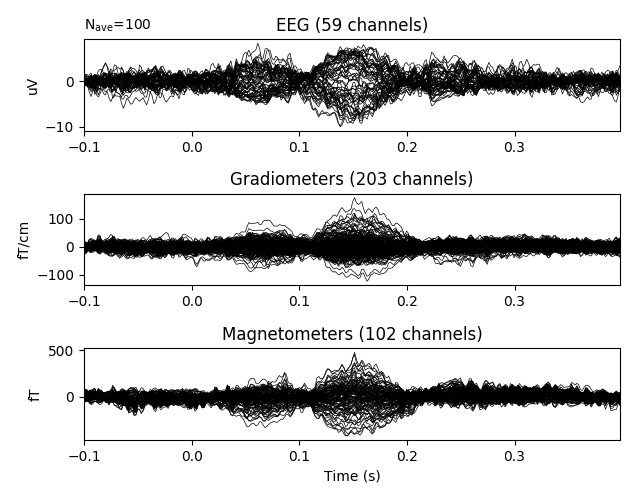 N_ave=100
EEG (59 channels)
uV
0
−10
−0.1 0.0 0.1 0.2 0.3
Gradiometers (203 channels)
fT/cm
100
0
−100
−0.1 0.0 0.1 0.2 0.3
Magnetometers (102 channels)
fT
500
0
−0.1 0.0 0.1 0.2 0.3
Time (s)